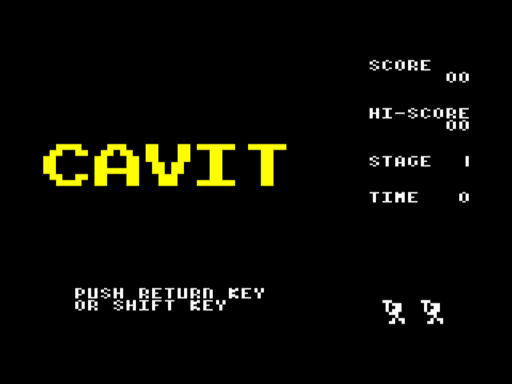 CAVIT
SCORE
00
HI-SCORE
00
STAGE 1
TIME 0
PUSH RETURN KEY
OR SHIFT KEY